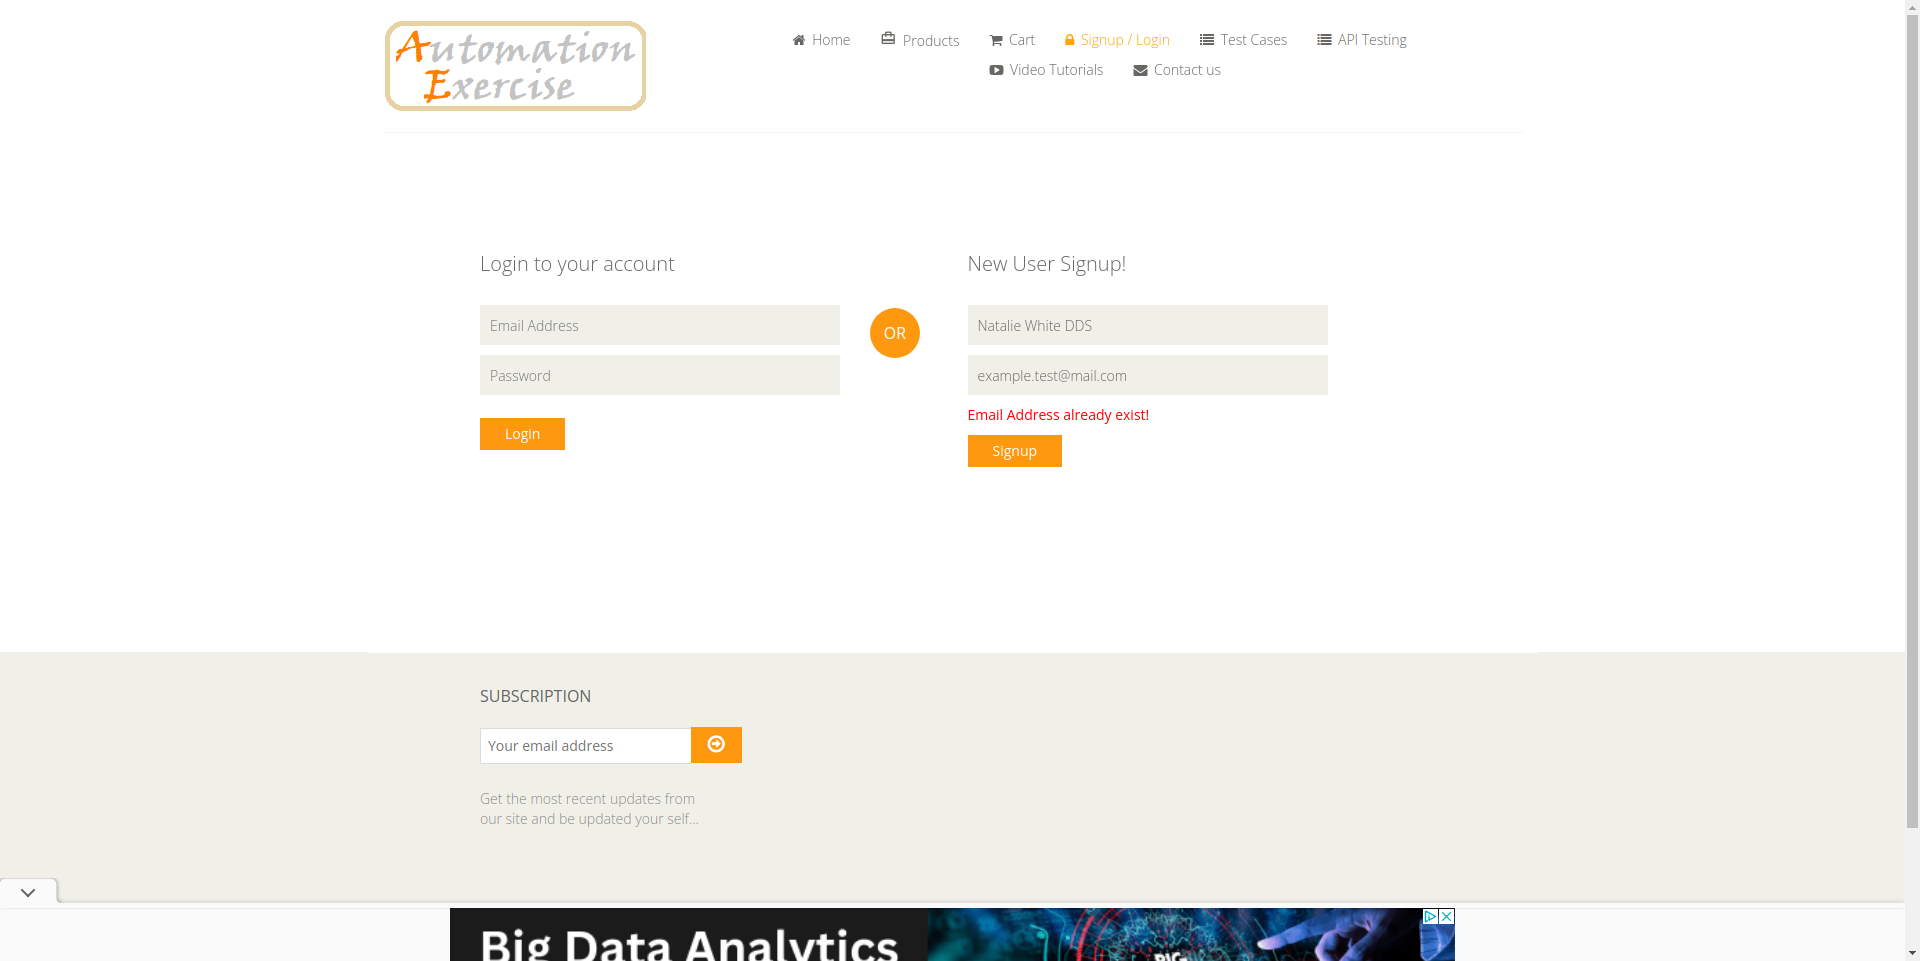 Automation
Exercise
Home
Products
Cart
Signup / Login
Test Cases
API Testing
Video Tutorials
Contact us
Login to your account
Email Address
Password
Login
OR
New User Signup!
Natalie White DDS
example.test@mail.com
Email Address already exist!
Signup
SUBSCRIPTION
Your email address
Get the most recent updates from
our site and be updated your self...
Big Data Analytics
BIG-